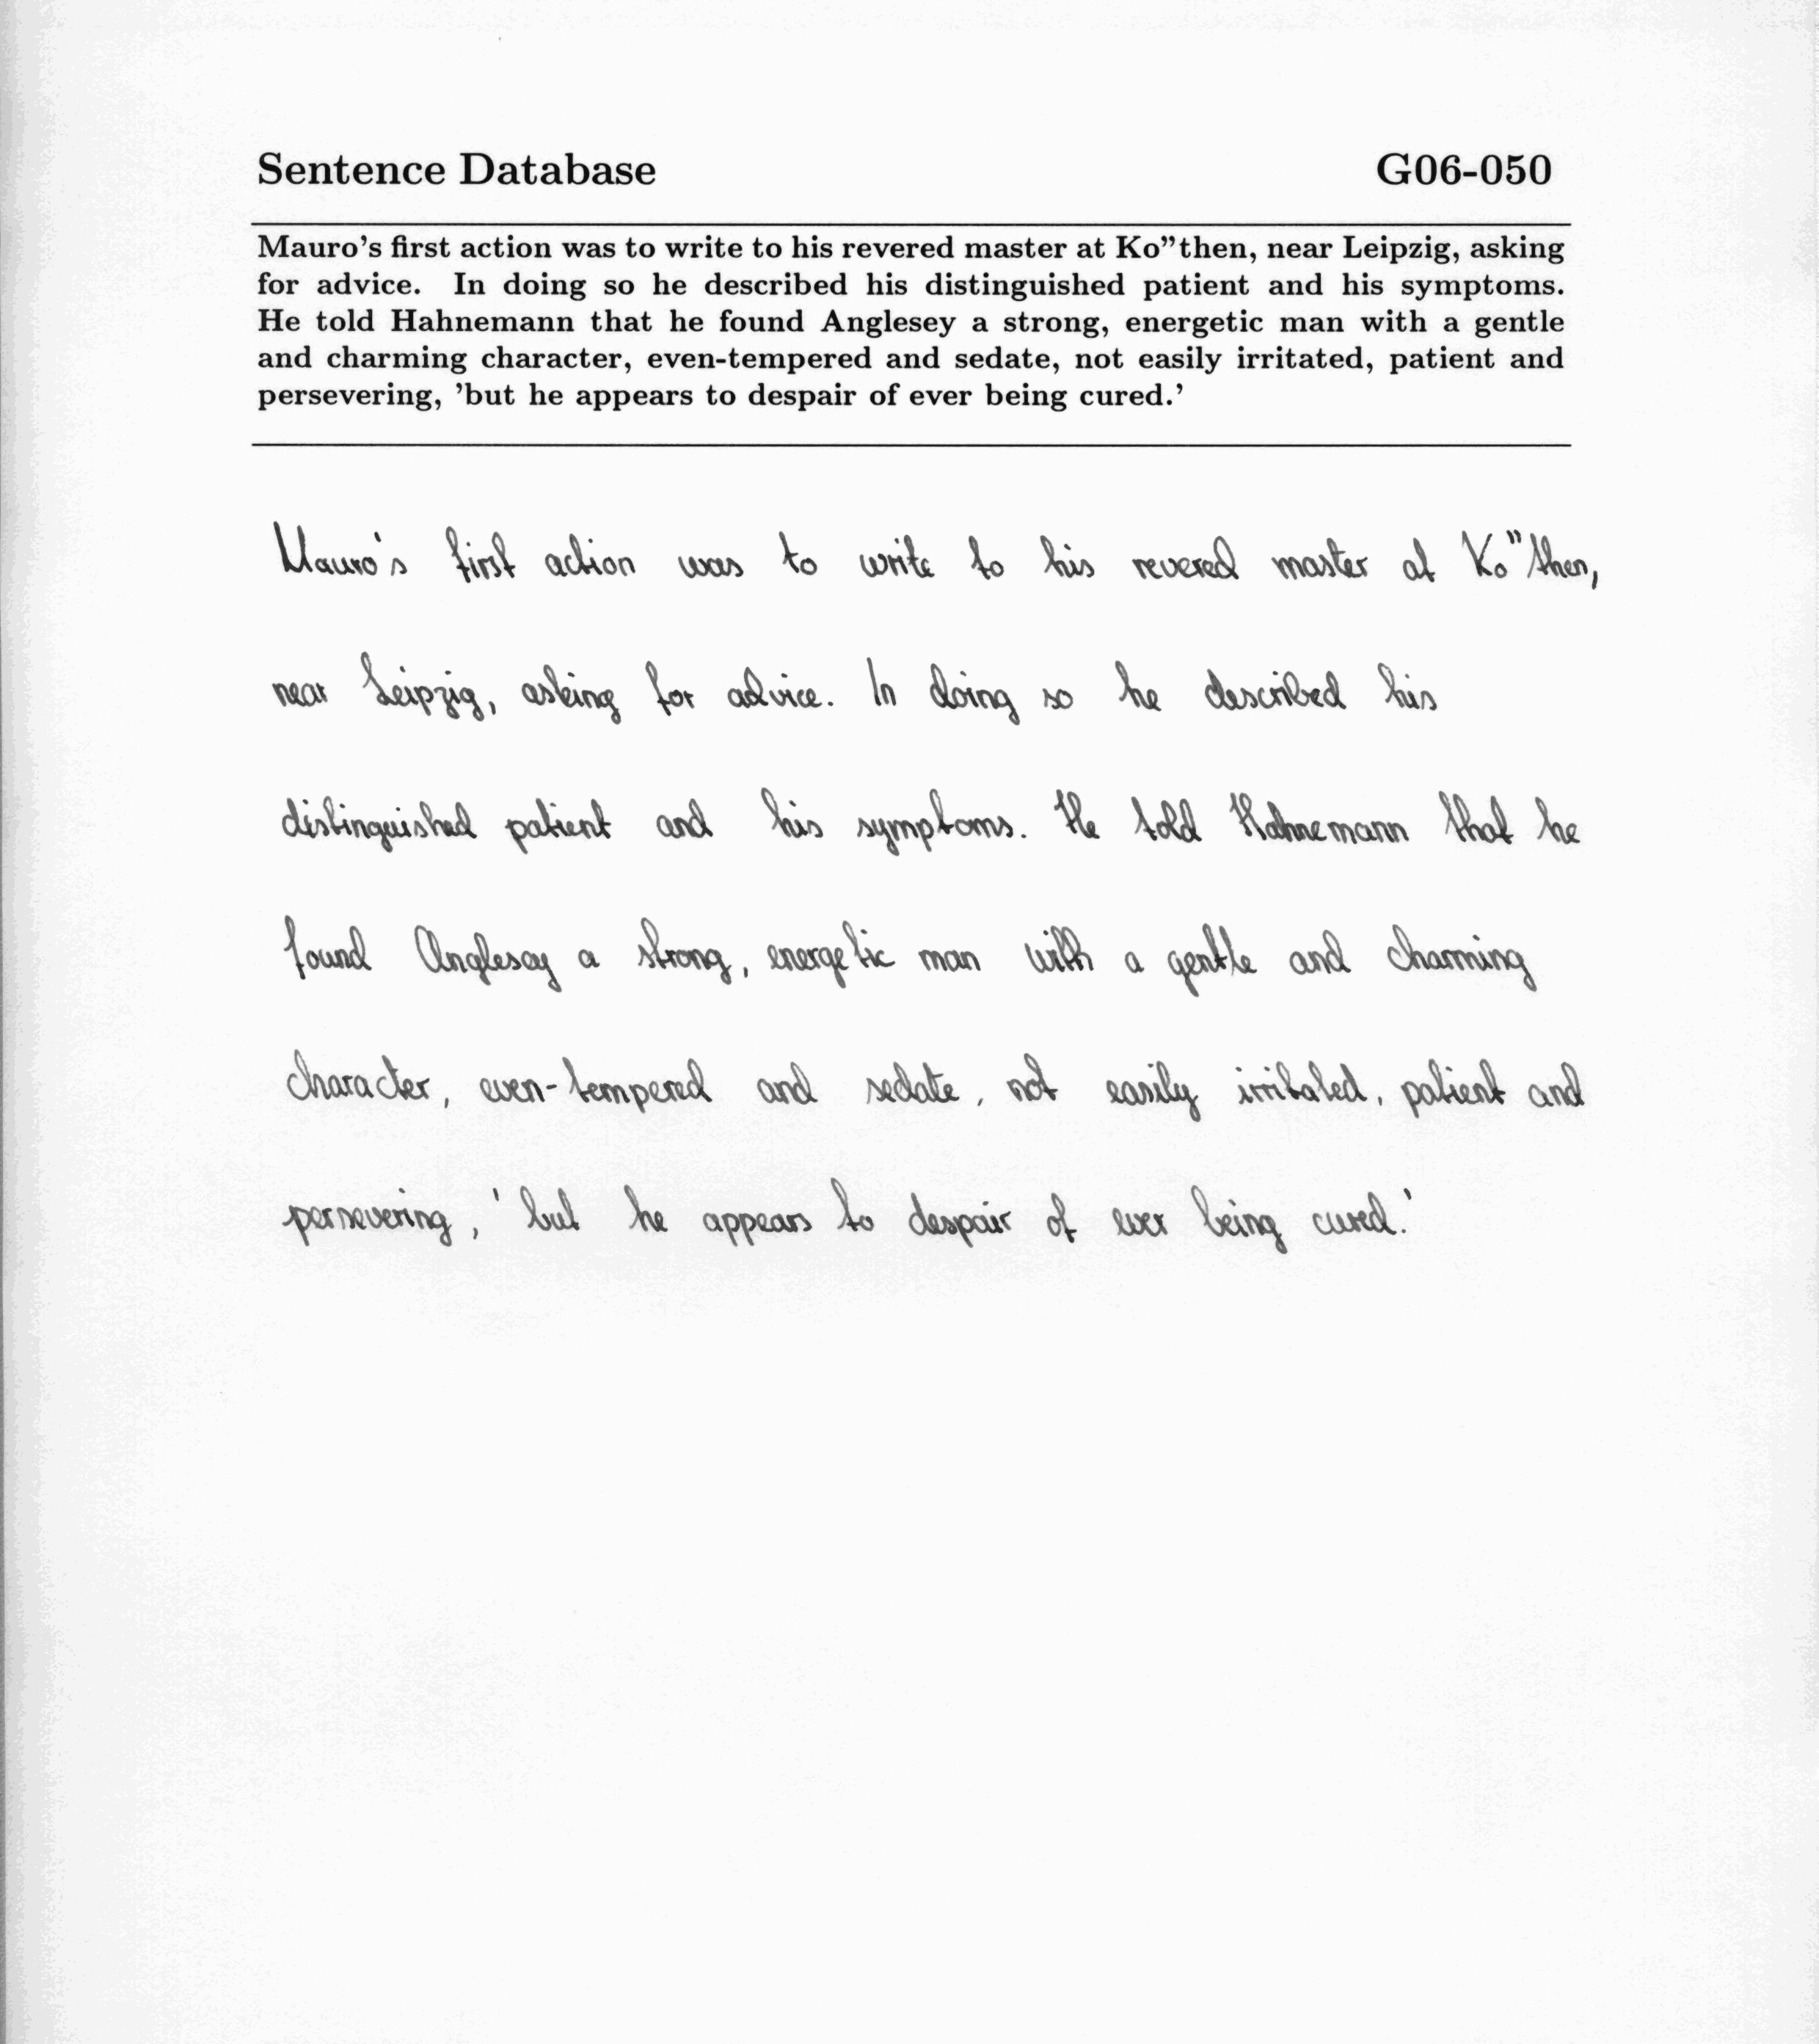 Sentence Database G06-050
Mauro's first action was to write to his revered master at Ko"then, near Leipzig, asking
for advice. In doing so he described his distinguished patient and his symptoms.
He told Hahnemann that he found Anglesey a strong, energetic man with a gentle
and charming character, even-tempered and sedate, not easily irritated, patient and
persevering, 'but he appears to despair of ever being cured.'
Mauro's first action was to write to his revered master at Ko"then,
near Leipzig, asking for advice. In doing so he described his
distinguished patient and his symptoms. He told Hahnemann that he
found Anglesay a strong, energetic man with a gentle and charming
character, even-tempered and sedate, not easily irritated, patient and
persevering, 'but he appears to despair of ever being cured.'